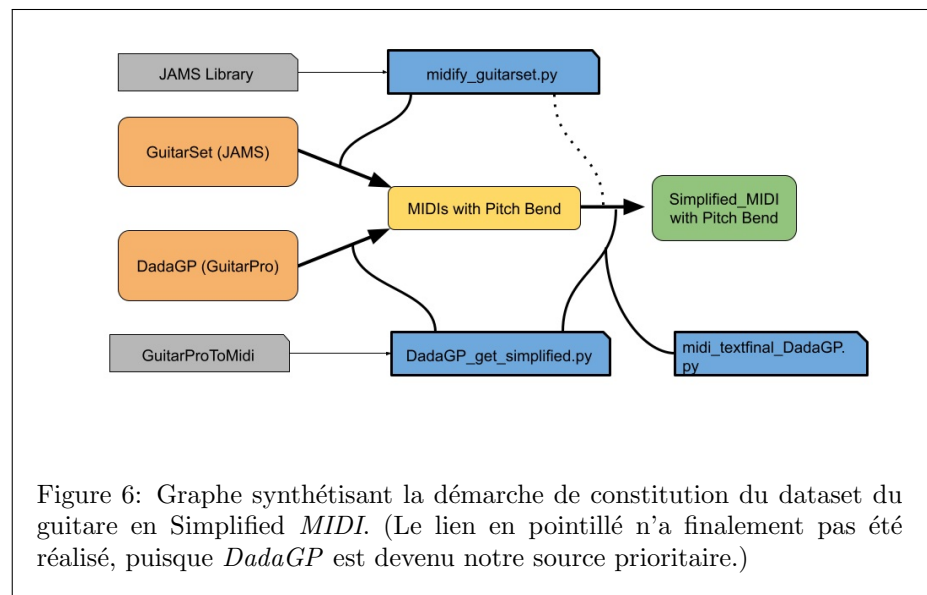 JAMS Library
midify_guitarset.py
GuitarSet (JAMS)
MIDIs with Pitch Bend
Simplified_MIDI
with Pitch Bend
DadaGP (GuitarPro)
GuitarProToMidi
DadaGP_get_simplified.py
midi_textfinal_DadaGP.
py
Figure 6: Graphe synthétisant la démarche de constitution du dataset du
guitare en Simplified MIDI. (Le lien en pointillé n'a finalement pas été
réalisé, puisque DadaGP est devenu notre source prioritaire.)